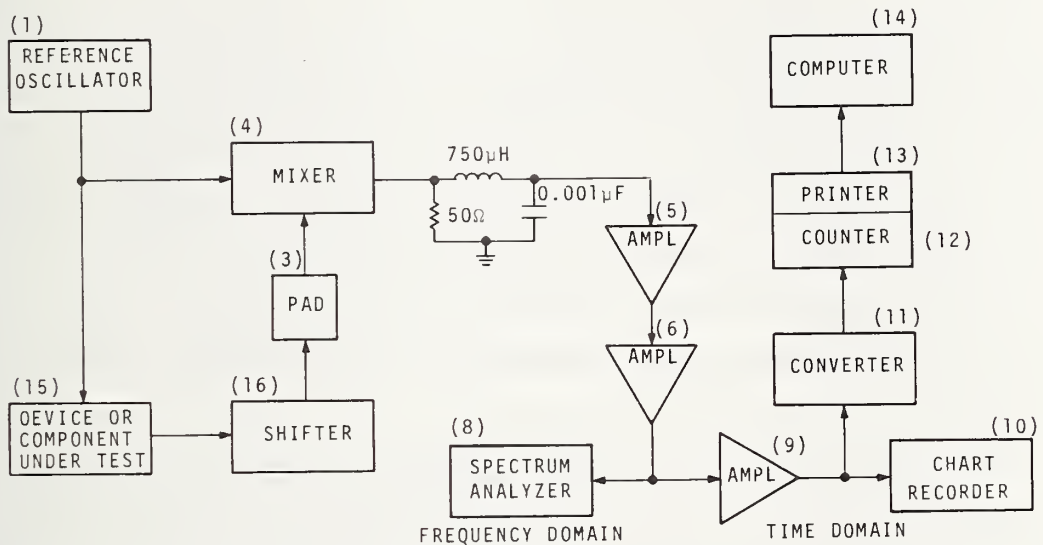 (1)
REFERENCE
OSCILLATOR
(4)
MIXER
(3)
PAD
(15)
OEVICE OR
COMPONENT
UNDER TEST
(16)
SHIFTER
750μH
0.001μF
50Ω
(5)
AMPL
(6)
AMPL
(8)
SPECTRUM
ANALYZER
FREQUENCY DOMAIN
(9)
AMPL
TIME DOMAIN
(10)
CHART
RECORDER
(11)
CONVERTER
(13)
PRINTER
COUNTER
(12)
(14)
COMPUTER